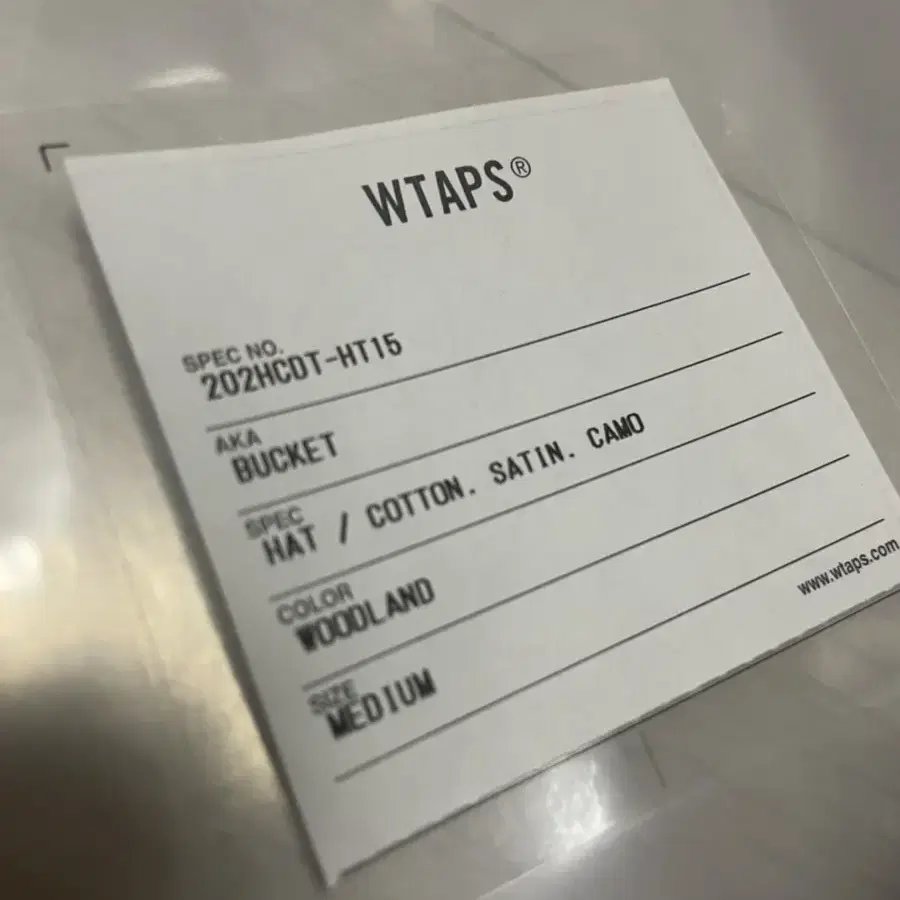 WTAPS®
SPEC NO.
202HCDT-HT15
AKA
BUCKET
SPEC
HAT / COTTON. SATIN. CAMO
COLOR
WOODLAND
SIZE
MEDIUM
www.wtaps.com